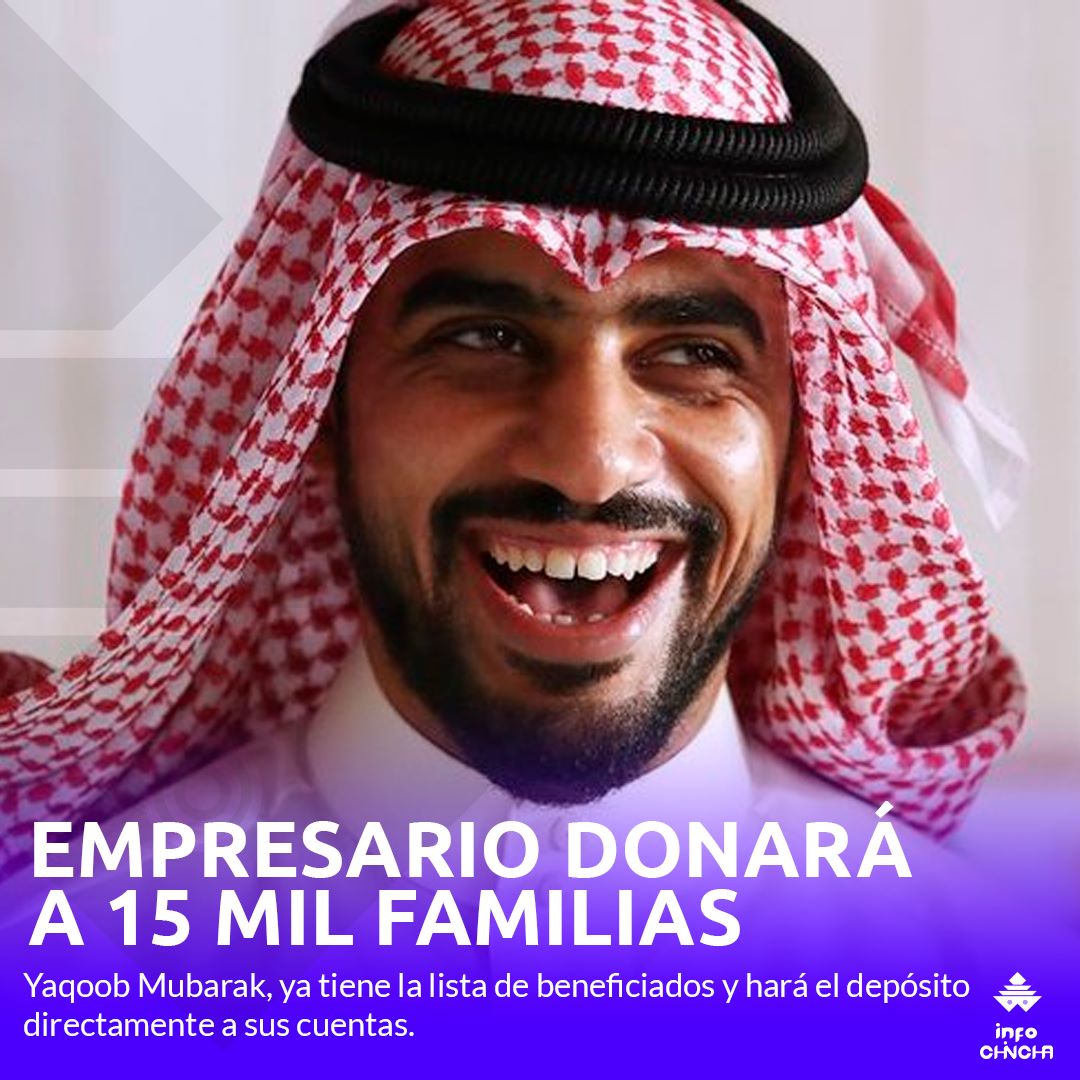 EMPRESARIO DONARÁ
A 15 MIL FAMILIAS
Yaqoob Mubarak, ya tiene la lista de beneficiados y hará el depósito
directamente a sus cuentas.
info
CHINCHA